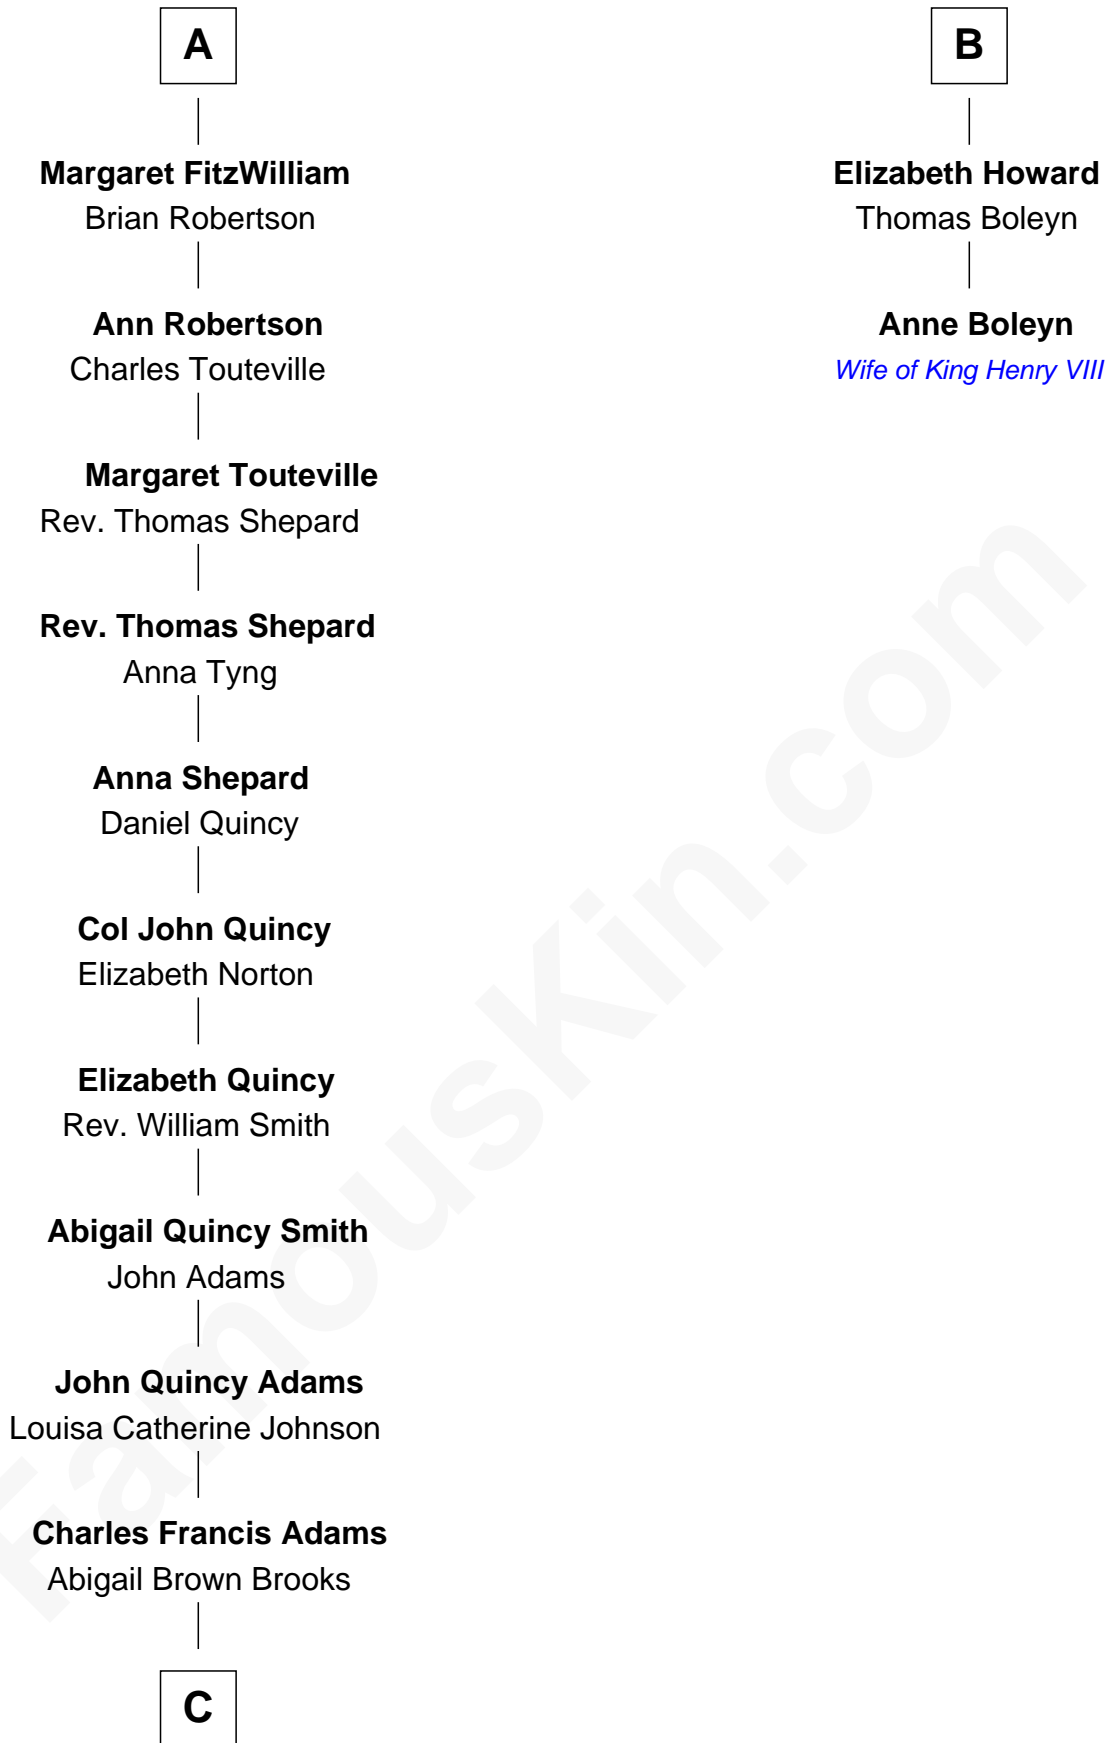 A
Margaret FitzWilliam
Brian Robertson
Ann Robertson
Charles Touteville
Margaret Touteville
Rev. Thomas Shepard
Rev. Thomas Shepard
Anna Tyng
Anna Shepard
Daniel Quincy
Col John Quincy
Elizabeth Norton
Elizabeth Quincy
Rev. William Smith
Abigail Quincy Smith
John Adams
John Quincy Adams
Louisa Catherine Johnson
Charles Francis Adams
Abigail Brown Brooks
C
B
Elizabeth Howard
Thomas Boleyn
Anne Boleyn
Wife of King Henry VIII
FamousKin.com